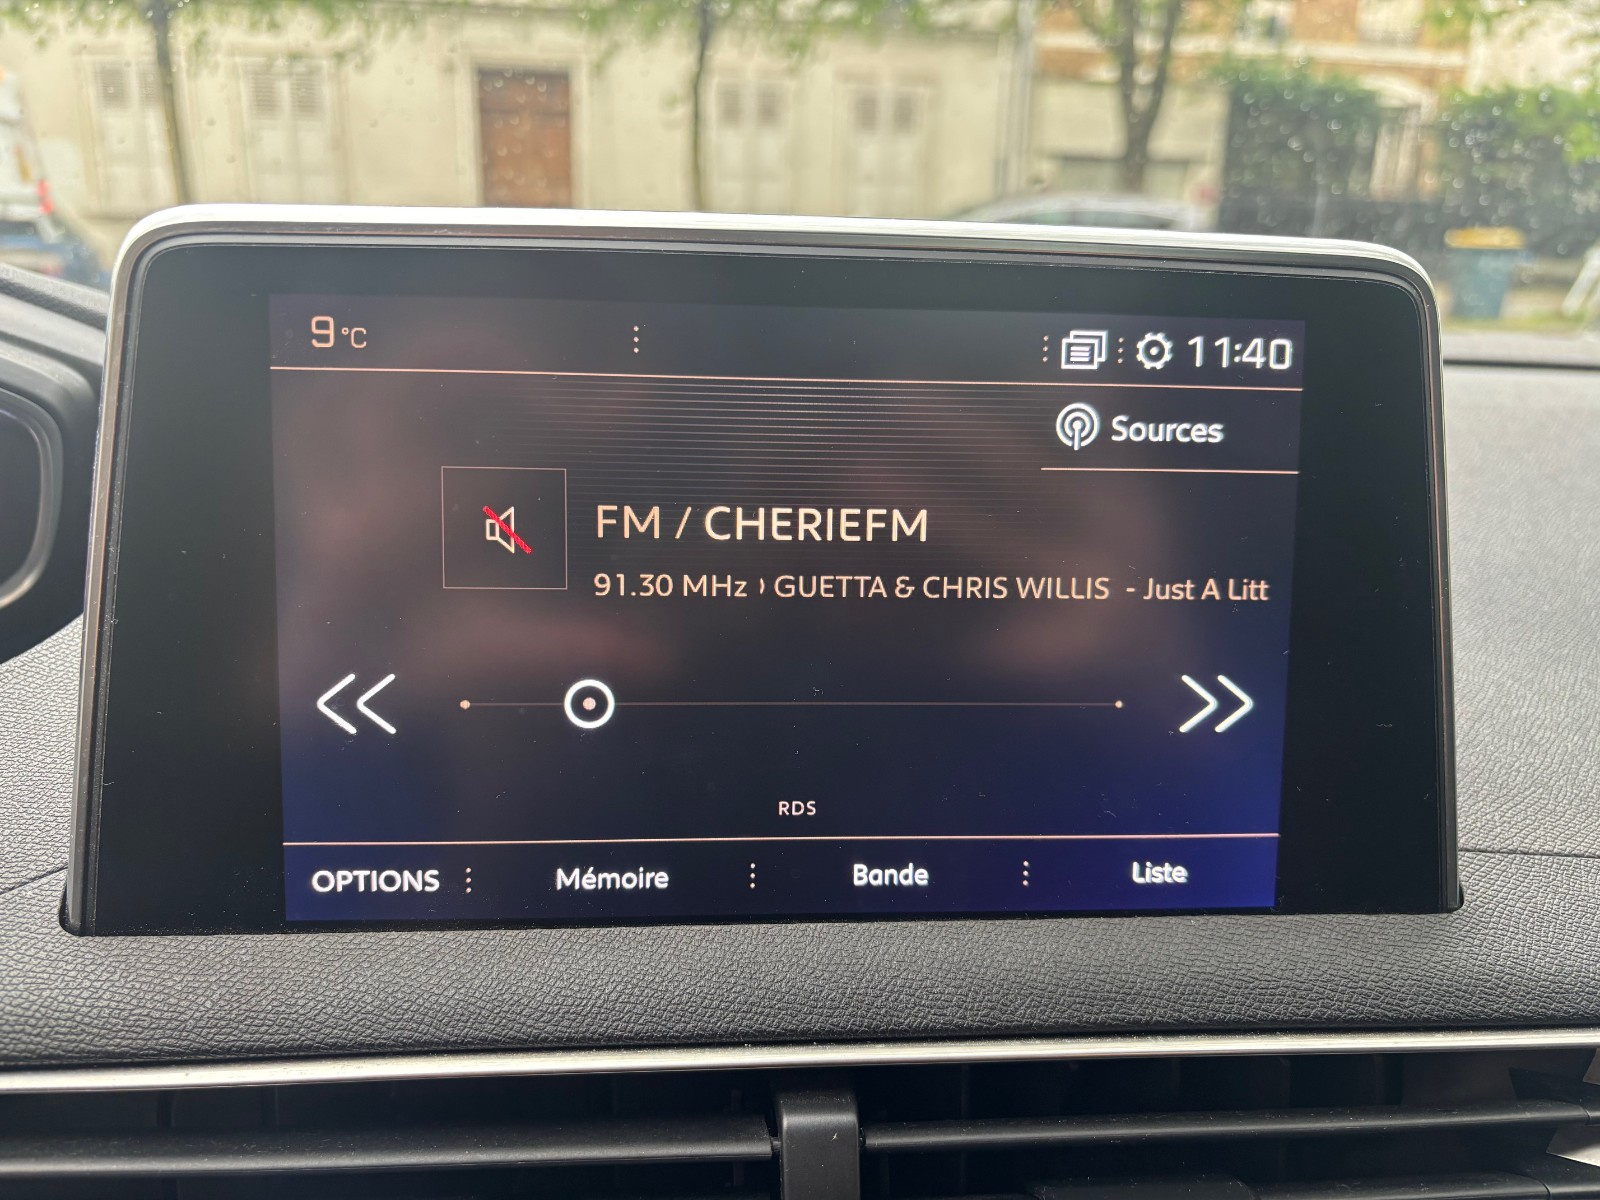 9 °C
11:40
Sources
FM / CHERIEFM
91.30 MHz GUETTA & CHRIS WILLIS - Just A Litt
RDS
OPTIONS
Mémoire
Bande
Liste